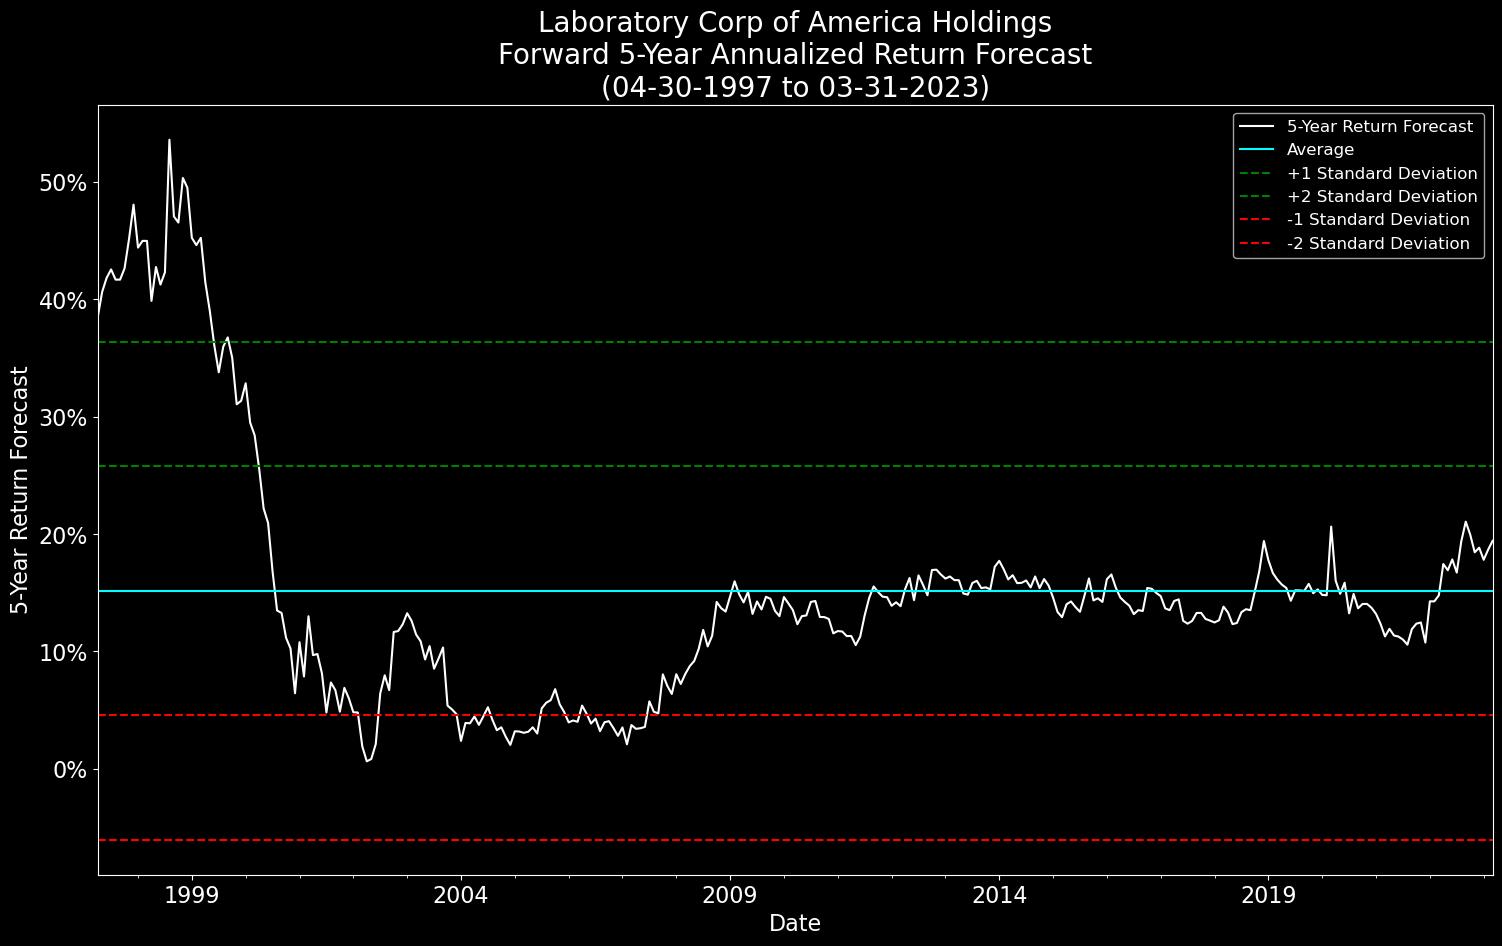 Laboratory Corp of America Holdings
Forward 5-Year Annualized Return Forecast
(04-30-1997 to 03-31-2023)
5-Year Return Forecast
Average
+1 Standard Deviation
+2 Standard Deviation
-1 Standard Deviation
-2 Standard Deviation
5-Year Return Forecast
50%
40%
30%
20%
10%
0%
1999
2004
2009
2014
2019
Date